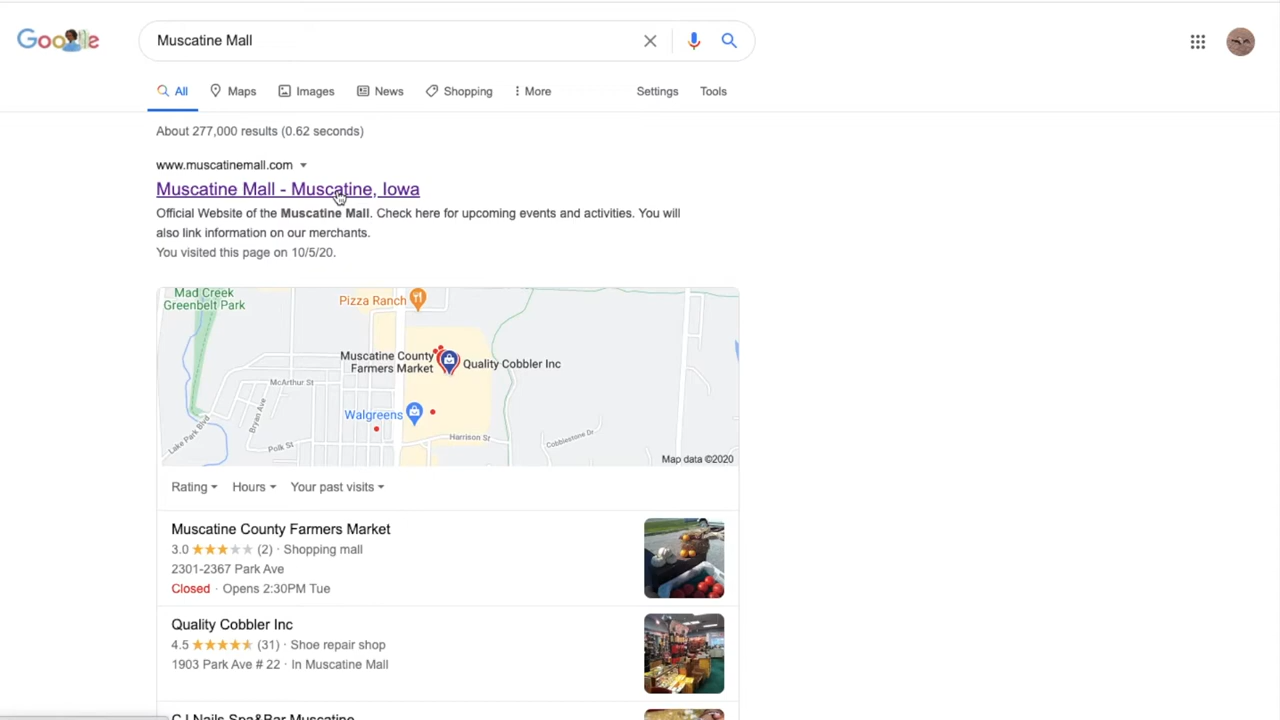 Google
Muscatine Mall
All Maps Images News Shopping More Settings Tools
About 277,000 results (0.62 seconds)
www.muscatinemall.com
Muscatine Mall - Muscatine, Iowa
Official Website of the Muscatine Mall. Check here for upcoming events and activities. You will
also link information on our merchants.
You visited this page on 10/5/20.
Mad Creek
Greenbelt Park
Pizza Ranch
Muscatine County
Farmers Market
Quality Cobbler Inc
McArthur St
Bryan Ave
Walgreens
Lake Park Blvd
Polk St
Harrison St
Cobblestone Dr
Map data ©2020
Rating Hours Your past visits
Muscatine County Farmers Market
3.0 (2) · Shopping mall
2301-2367 Park Ave
Closed · Opens 2:30PM Tue
Quality Cobbler Inc
4.5 (31) · Shoe repair shop
1903 Park Ave # 22 · In Muscatine Mall
CJ Nails Spa&Bar Muscatine